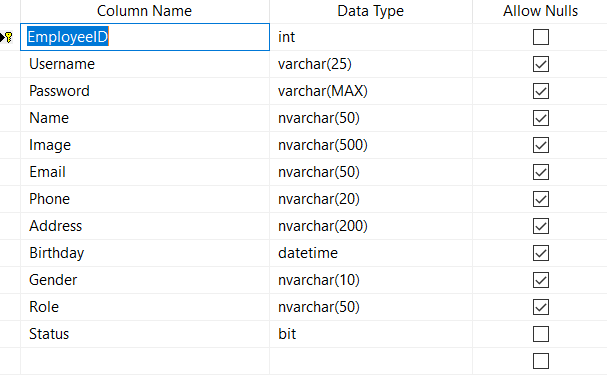 Column Name Data Type Allow Nulls
EmployeeID int
Username varchar(25)
Password varchar(MAX)
Name nvarchar(50)
Image nvarchar(500)
Email nvarchar(50)
Phone nvarchar(20)
Address nvarchar(200)
Birthday datetime
Gender nvarchar(10)
Role nvarchar(50)
Status bit